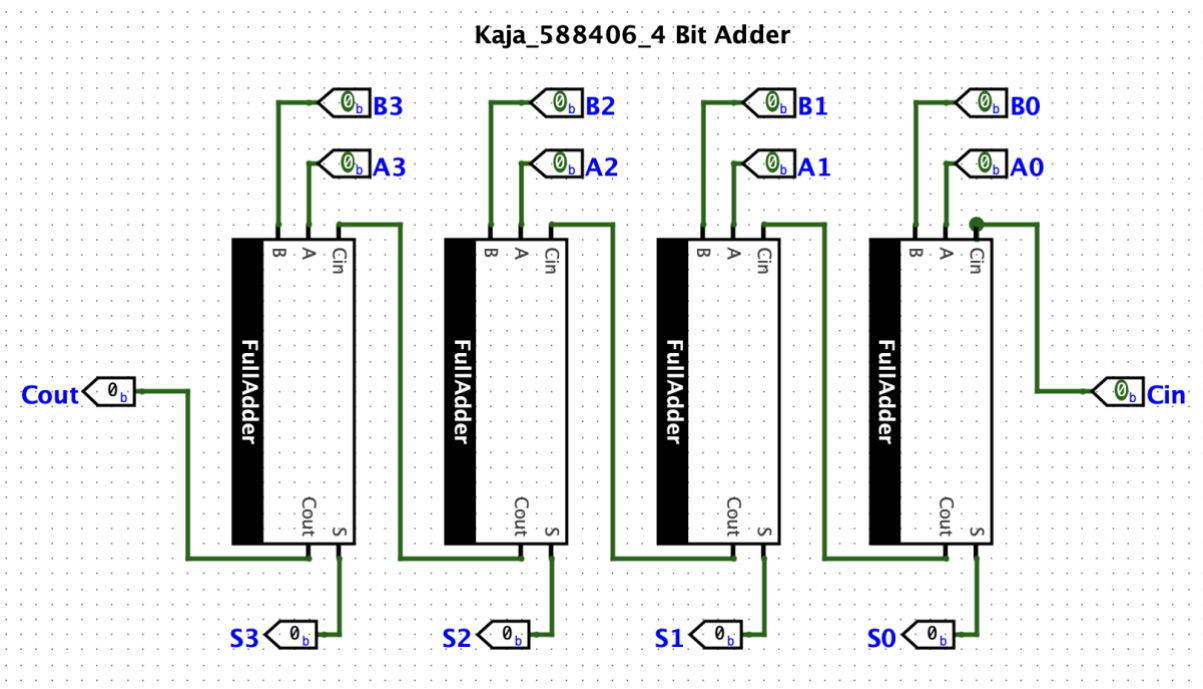 Kaja_588406_4 Bit Adder
0b B3
0b B2
0b B1
0b B0
0b A3
0b A2
0b A1
0b A0
B A Cin
B A Cin
B A Cin
B A Cin
FullAdder
FullAdder
FullAdder
FullAdder
Cout 0b
0b Cin
Cout S
Cout S
Cout S
Cout S
S3 0b
S2 0b
S1 0b
S0 0b